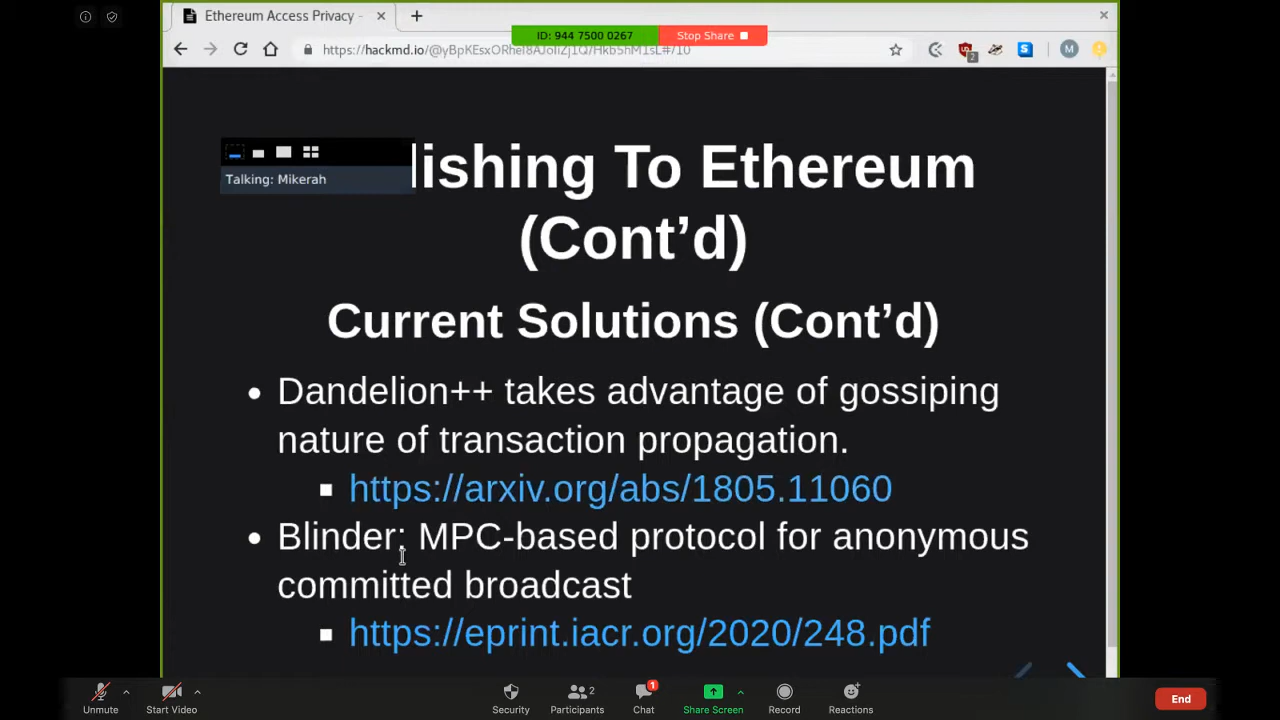 Ethereum Access Privacy -
ID: 944 7500 0267
Stop Share
2
M
Talking: Mikerah
lishing To Ethereum
(Cont’d)
Current Solutions (Cont’d)
Dandelion++ takes advantage of gossiping
nature of transaction propagation.
https://arxiv.org/abs/1805.11060
Blinder: MPC-based protocol for anonymous
committed broadcast
https://eprint.iacr.org/2020/248.pdf
Unmute
Start Video
Security
Participants
2
Chat
1
Share Screen
Record
Reactions
End